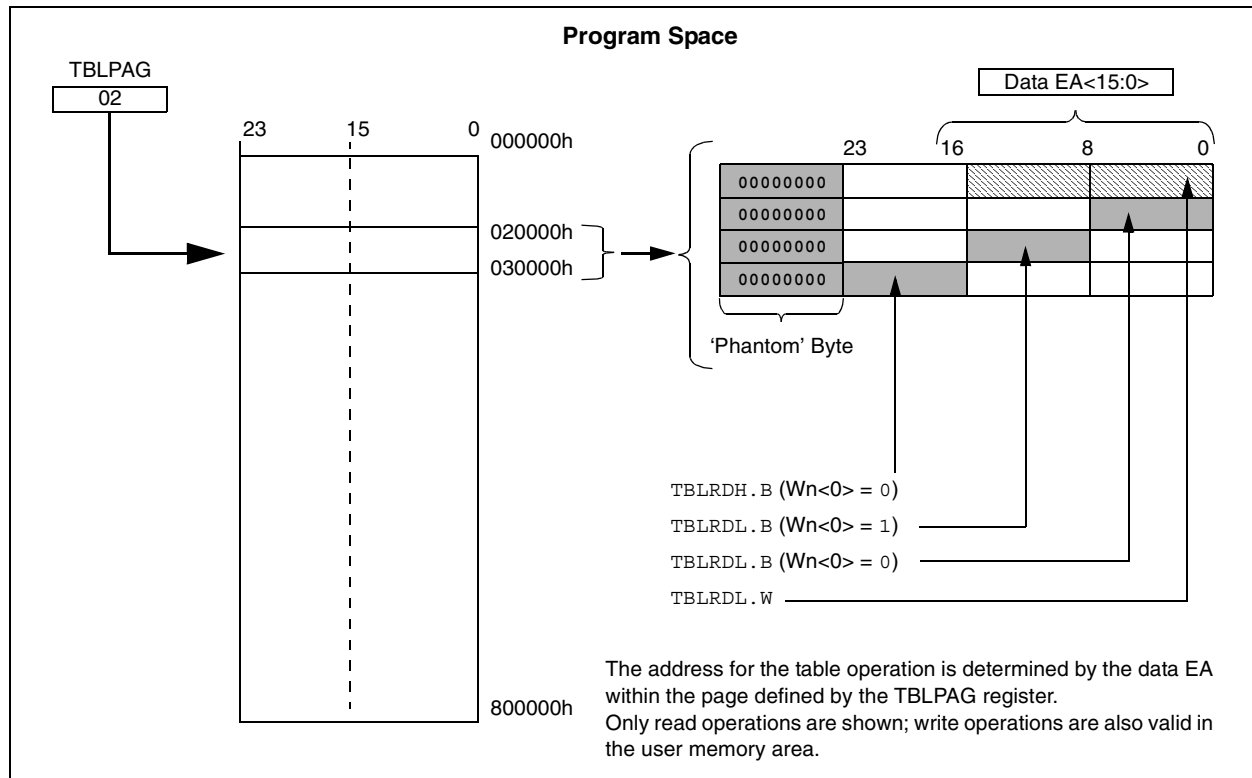 Program Space
TBLPAG
02
Data EA<15:0>
23 15 0
000000h
23 16 8 0
00000000
00000000
020000h
00000000
030000h
00000000
'Phantom' Byte
TBLRDH.B (Wn<0> = 0)
TBLRDL.B (Wn<0> = 1)
TBLRDL.B (Wn<0> = 0)
TBLRDL.W
The address for the table operation is determined by the data EA
within the page defined by the TBLPAG register.
Only read operations are shown; write operations are also valid in
the user memory area.
800000h